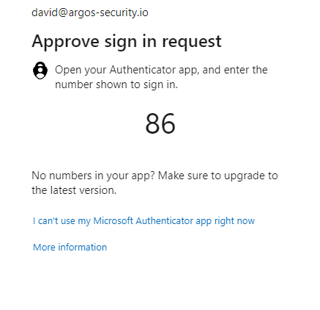 david@argos-security.io
Approve sign in request
Open your Authenticator app, and enter the
number shown to sign in.
86
No numbers in your app? Make sure to upgrade to
the latest version.
I can't use my Microsoft Authenticator app right now
More information